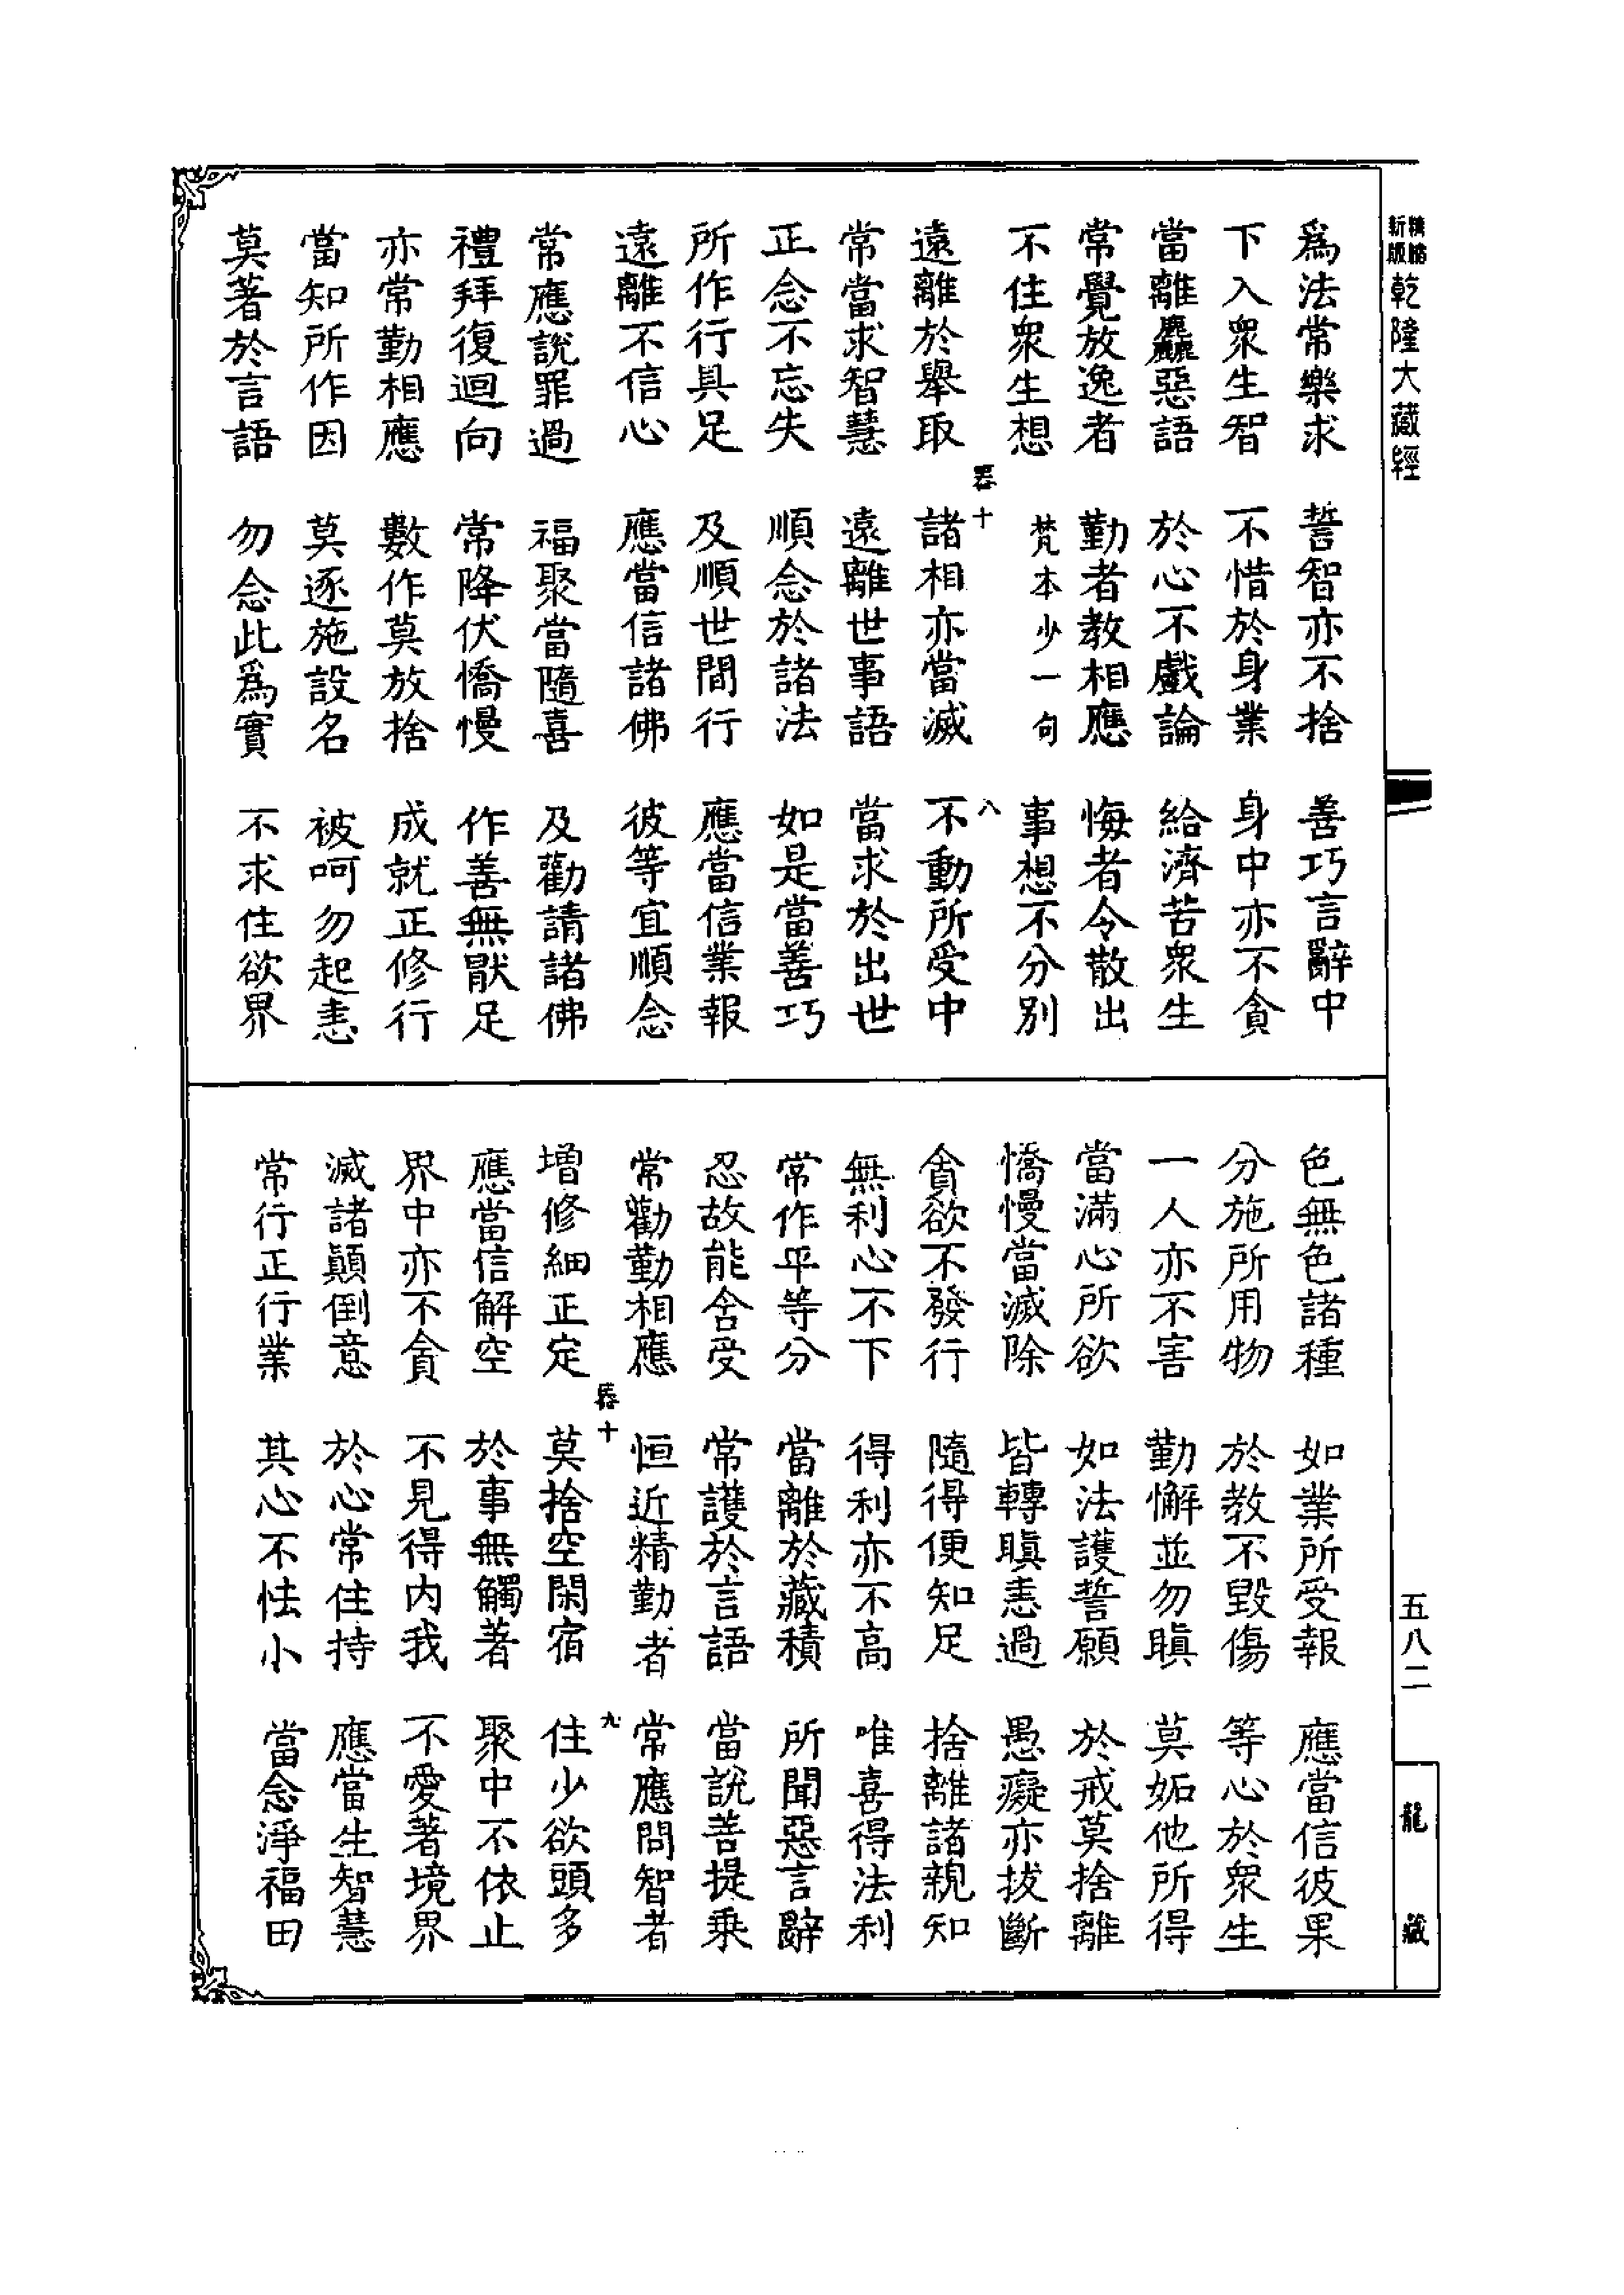 精縮新版乾隆大藏經
爲法常樂求　誓智亦不捨　善巧言辭中
下入衆生智　不惜於身業　身中亦不貪
當離麤惡語　於心不戲論　給濟苦衆生
常覺放逸者　勤者教相應　悔者令散出
不住衆生想　梵本少一句　事想不分別
器十　八
遠離於舉取　諸相亦當滅　不動所受中
常當求智慧　遠離世事語　當求於出世
正念不忘失　順念於諸法　如是當善巧
所作行具足　及順世間行　應當信業報
遠離不信心　應當信諸佛　彼等宜順念
常應說罪過　福聚當隨喜　及勸請諸佛
禮拜復迴向　常降伏憍慢　作善無猒足
亦常勤相應　數作莫放捨　成就正修行
當知所作因　莫逐施設名　被呵勿起恚
莫著於言語　勿念此爲實　不求住欲界
色無色諸種　如業所受報　應當信彼果
分施所用物　於教不毀傷　等心於衆生
一人亦不害　勤懈並勿瞋　莫妬他所得
當滿心所欲　如法護誓願　於戒莫捨離
憍慢當滅除　皆轉瞋恚過　愚癡亦拔斷
貪欲不發行　隨得便知足　捨離諸親知
無利心不下　得利亦不高　唯喜得法利
常作平等分　當離於藏積　所聞惡言辭
忍故能含受　常護於言語　當說菩提乘
常勸勤相應　恒近精勤者　常應問智者
器十　九
增修細正定　莫捨空閑宿　住少欲頭多
應當信解空　於事無觸著　聚中不依止
界中亦不貪　不見得内我　不愛著境界
滅諸顛倒意　於心常住持　應當生智慧
常行正行業　其心不怯小　當念淨福田
五八二
龍藏